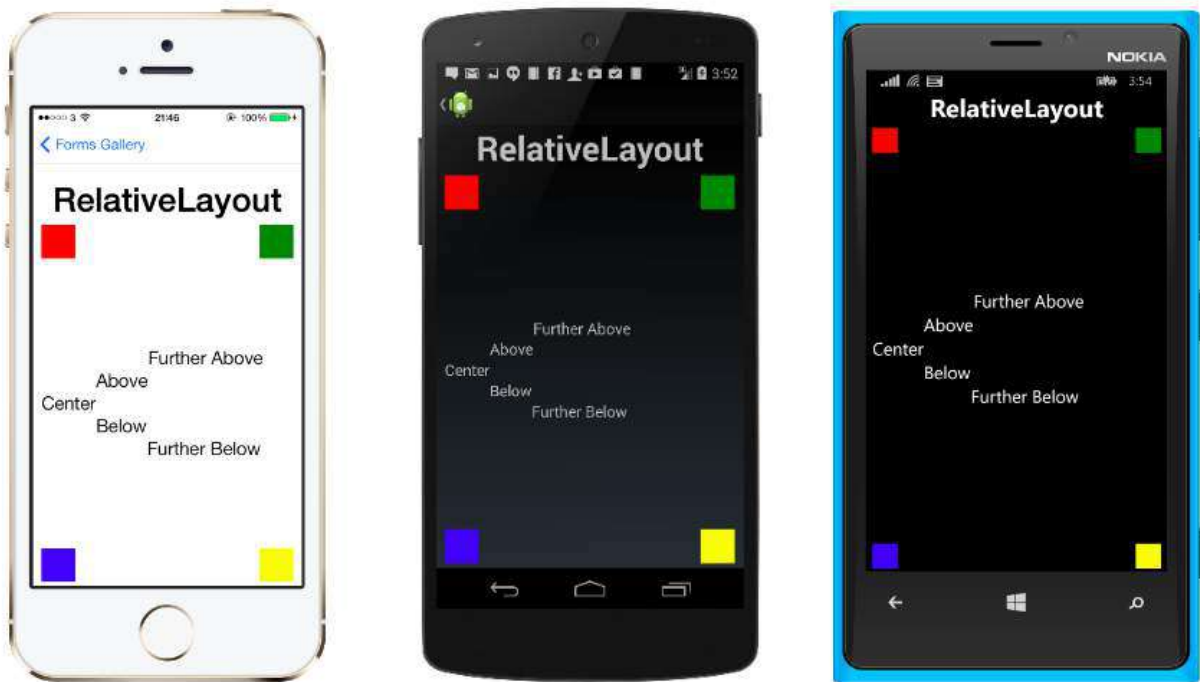 3
21:46
100%
Forms Gallery
RelativeLayout
Further Above
Above
Center
Below
Further Below
3:52
RelativeLayout
Further Above
Above
Center
Below
Further Below
NOKIA
3:54
RelativeLayout
Further Above
Above
Center
Below
Further Below